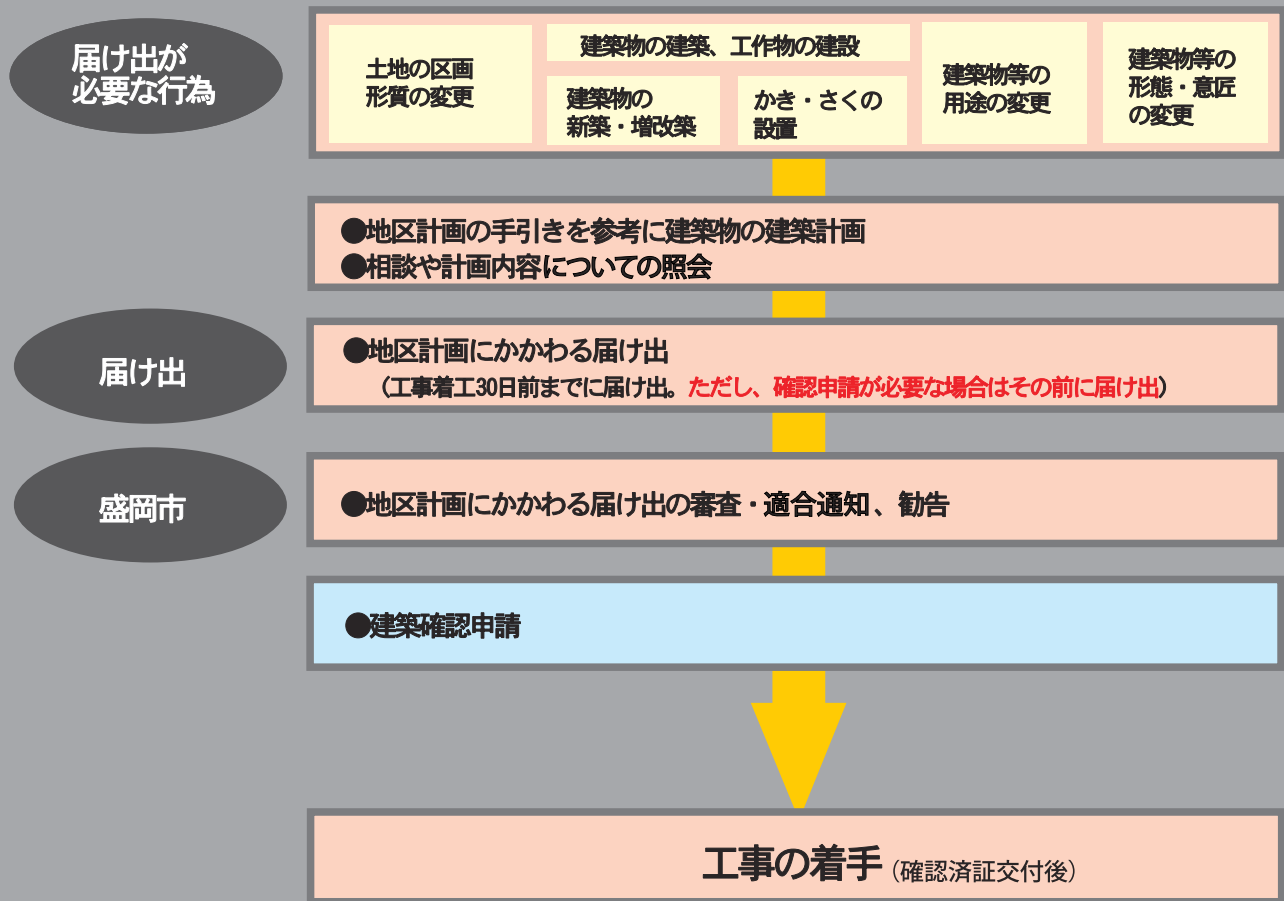 届け出が
必要な行為
土地の区画
形質の変更
建築物の建築、工作物の建設
建築物の
新築・増改築
かき・さくの
設置
建築物等の
用途の変更
建築物等の
形態・意匠
の変更
●地区計画の手引きを参考に建築物の建築計画
●相談や計画内容についての照会
届け出
●地区計画にかかわる届け出
（工事着工30日前までに届け出。ただし、確認申請が必要な場合はその前に届け出）
盛岡市
●地区計画にかかわる届け出の審査・適合通知、勧告
●建築確認申請
工事の着手（確認済証交付後）